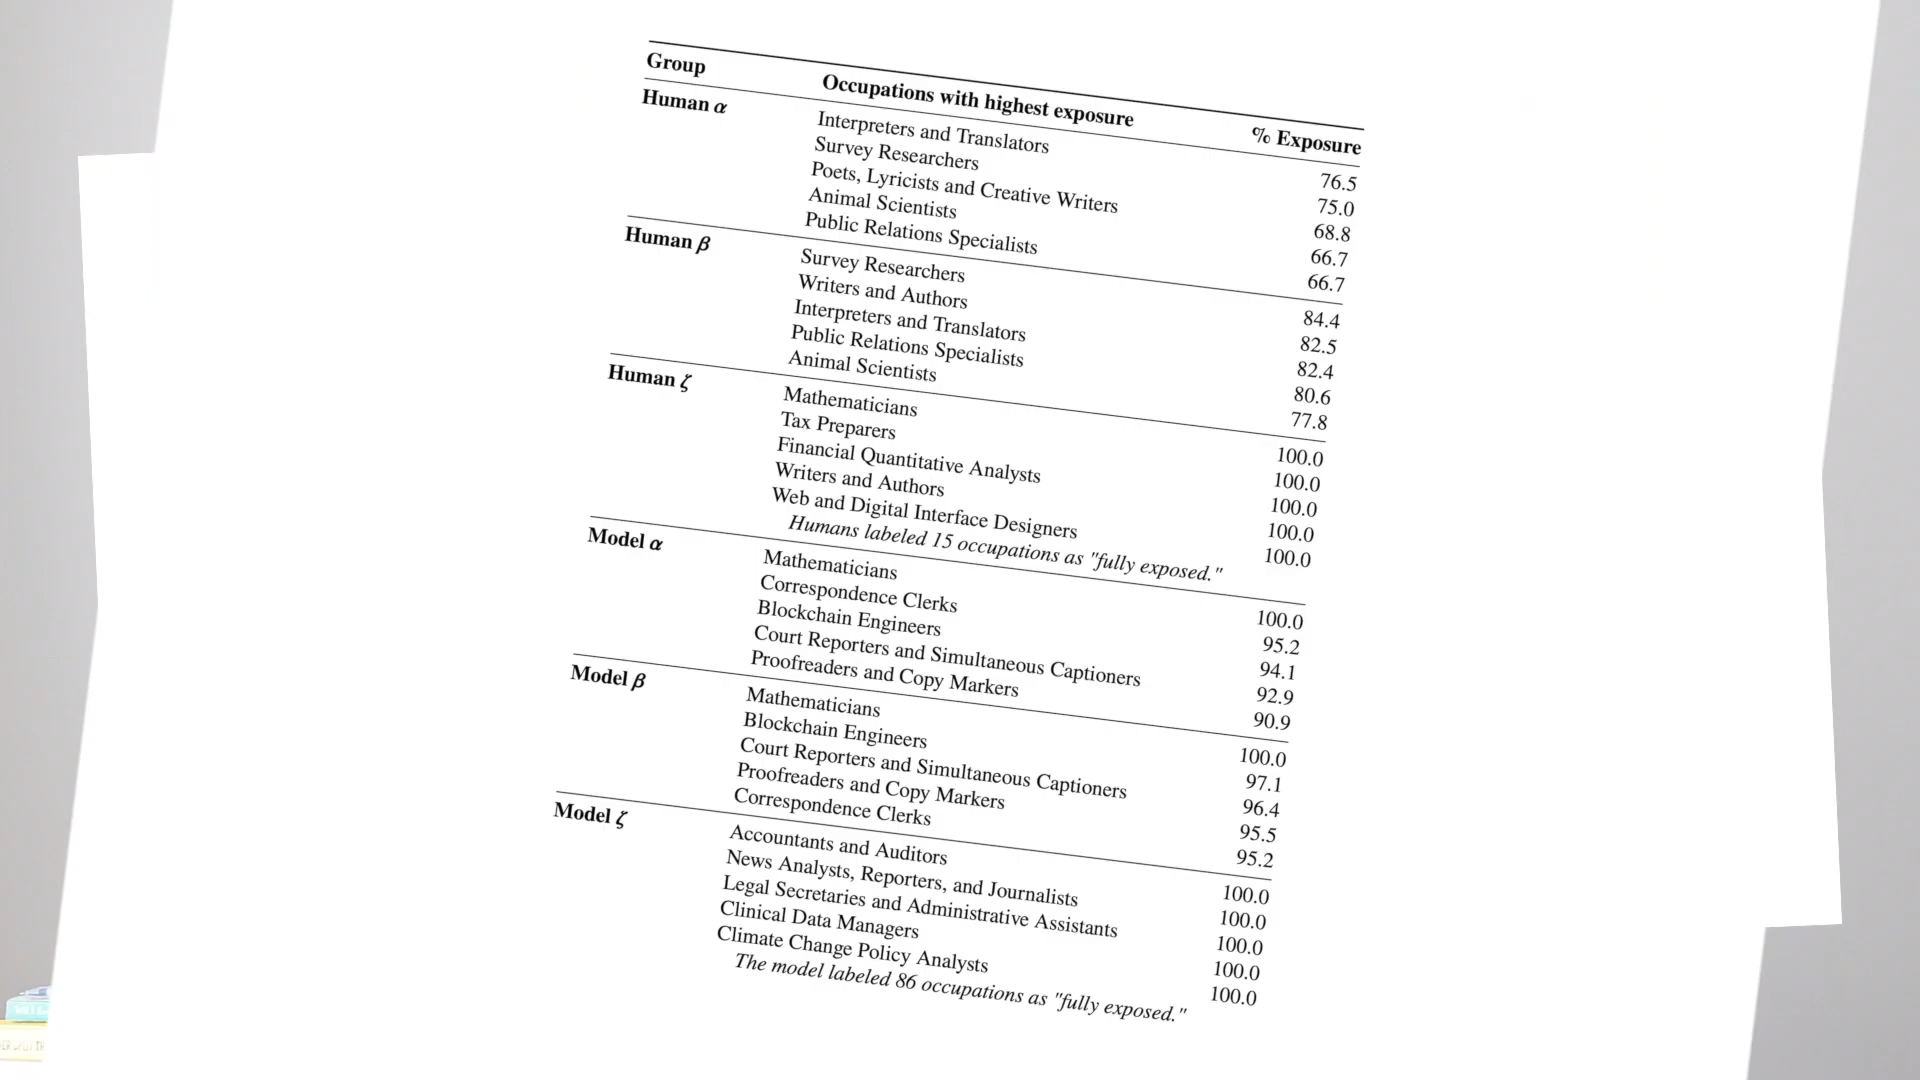 Group Occupations with highest exposure % Exposure
Human α Interpreters and Translators 76.5
Survey Researchers 75.0
Poets, Lyricists and Creative Writers 68.8
Animal Scientists 66.7
Public Relations Specialists 66.7
Human β Survey Researchers 84.4
Writers and Authors 82.5
Interpreters and Translators 82.4
Public Relations Specialists 80.6
Animal Scientists 77.8
Human ζ Mathematicians 100.0
Tax Preparers 100.0
Financial Quantitative Analysts 100.0
Writers and Authors 100.0
Web and Digital Interface Designers 100.0
Humans labeled 15 occupations as "fully exposed."
Model α Mathematicians 100.0
Correspondence Clerks 95.2
Blockchain Engineers 94.1
Court Reporters and Simultaneous Captioners 92.9
Proofreaders and Copy Markers 90.9
Model β Mathematicians 100.0
Blockchain Engineers 97.1
Court Reporters and Simultaneous Captioners 96.4
Proofreaders and Copy Markers 95.5
Correspondence Clerks 95.2
Model ζ Accountants and Auditors 100.0
News Analysts, Reporters, and Journalists 100.0
Legal Secretaries and Administrative Assistants 100.0
Clinical Data Managers 100.0
Climate Change Policy Analysts 100.0
The model labeled 86 occupations as "fully exposed."